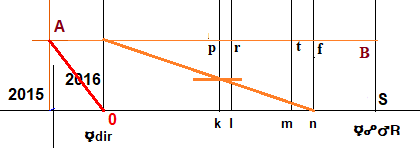 A
p r t f B
2016
2015 S
0 k l m n
☿dir ☿☍♂R